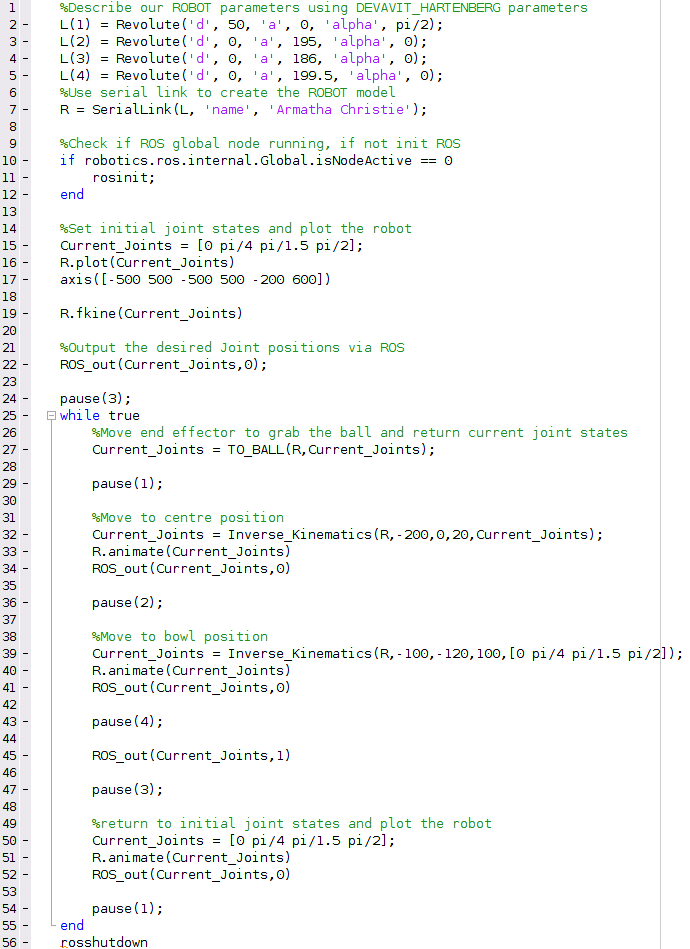 1 %Describe our ROBOT parameters using DEVAVIT_HARTENBERG parameters
2 - L(1) = Revolute('d', 50, 'a', 0, 'alpha', pi/2);
3 - L(2) = Revolute('d', 0, 'a', 195, 'alpha', 0);
4 - L(3) = Revolute('d', 0, 'a', 186, 'alpha', 0);
5 - L(4) = Revolute('d', 0, 'a', 199.5, 'alpha', 0);
6 %Use serial link to create the ROBOT model
7 - R = SerialLink(L, 'name', 'Armatha Christie');
8
9 %Check if ROS global node running, if not init ROS
10 - if robotics.ros.internal.Global.isNodeActive == 0
11 - rosinit;
12 - end
13
14 %Set initial joint states and plot the robot
15 - Current_Joints = [0 pi/4 pi/1.5 pi/2];
16 - R.plot(Current_Joints)
17 - axis([-500 500 -500 500 -200 600])
18
19 - R.fkine(Current_Joints)
20
21 %Output the desired Joint positions via ROS
22 - ROS_out(Current_Joints,0);
23
24 - pause(3);
25 - while true
26 %Move end effector to grab the ball and return current joint states
27 - Current_Joints = TO_BALL(R,Current_Joints);
28
29 - pause(1);
30
31 %Move to centre position
32 - Current_Joints = Inverse_Kinematics(R,-200,0,20,Current_Joints);
33 - R.animate(Current_Joints)
34 - ROS_out(Current_Joints,0)
35
36 - pause(2);
37
38 %Move to bowl position
39 - Current_Joints = Inverse_Kinematics(R,-100,-120,100,[0 pi/4 pi/1.5 pi/2]);
40 - R.animate(Current_Joints)
41 - ROS_out(Current_Joints,0)
42
43 - pause(4);
44
45 - ROS_out(Current_Joints,1)
46
47 - pause(3);
48
49 %return to initial joint states and plot the robot
50 - Current_Joints = [0 pi/4 pi/1.5 pi/2];
51 - R.animate(Current_Joints)
52 - ROS_out(Current_Joints,0)
53
54 - pause(1);
55 - end
56 - rosshutdown